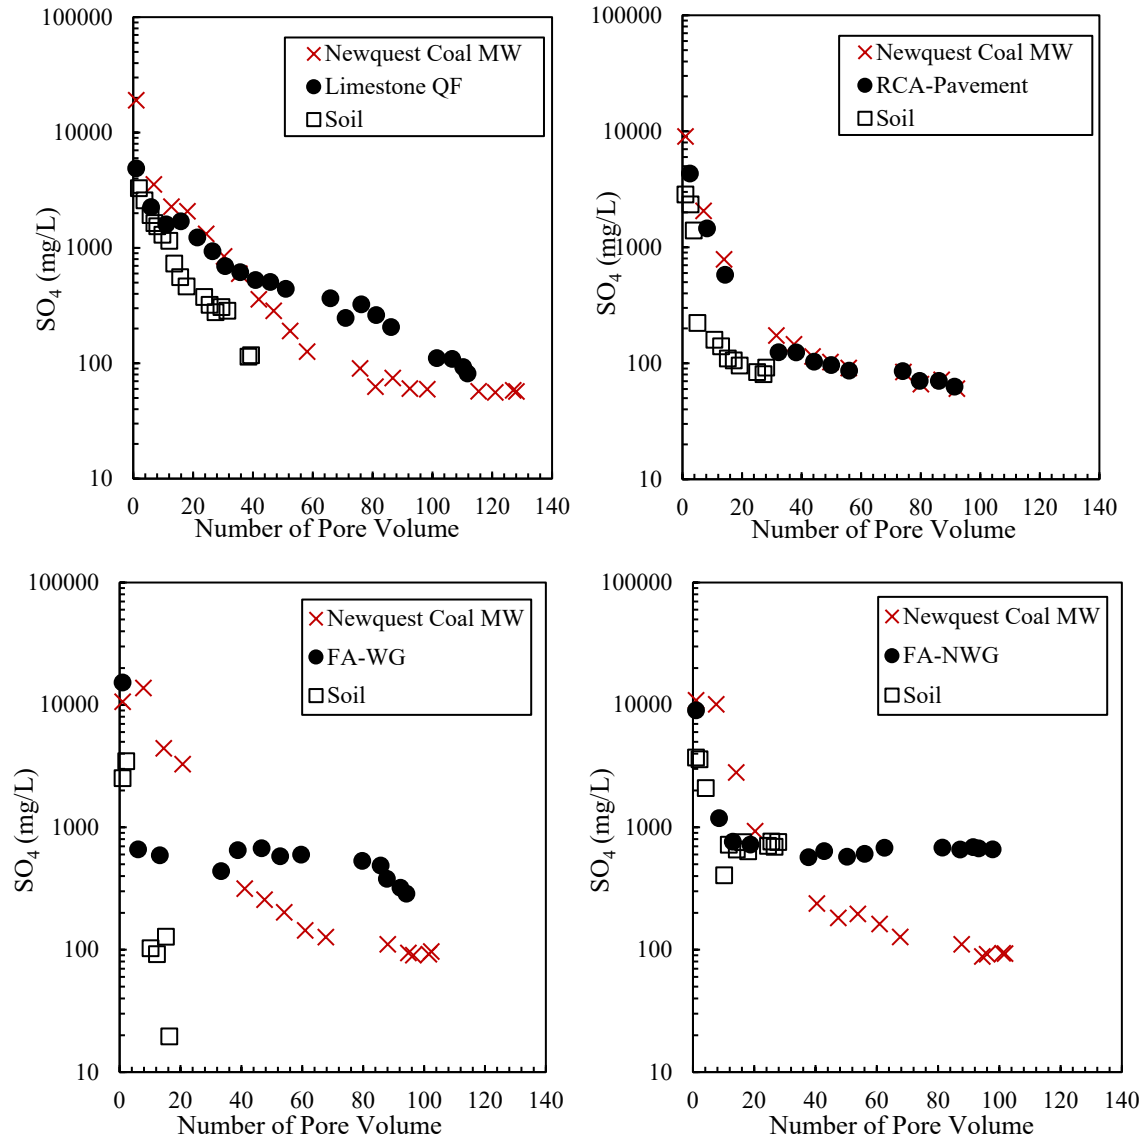 100000
10000
1000
100
10
SO4 (mg/L)
Newquest Coal MW
Limestone QF
Soil
0 20 40 60 80 100 120 140
Number of Pore Volume
100000
10000
1000
100
10
SO4 (mg/L)
Newquest Coal MW
RCA-Pavement
Soil
0 20 40 60 80 100 120 140
Number of Pore Volume
100000
10000
1000
100
10
SO4 (mg/L)
Newquest Coal MW
FA-WG
Soil
0 20 40 60 80 100 120 140
Number of Pore Volume
100000
10000
1000
100
10
SO4 (mg/L)
Newquest Coal MW
FA-NWG
Soil
0 20 40 60 80 100 120 140
Number of Pore Volume